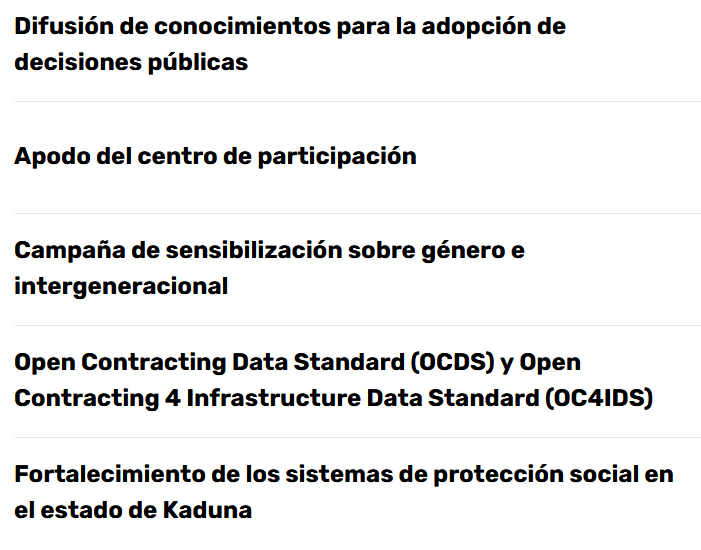 Difusión de conocimientos para la adopción de
decisiones públicas
Apodo del centro de participación
Campaña de sensibilización sobre género e
intergeneracional
Open Contracting Data Standard (OCDS) y Open
Contracting 4 Infrastructure Data Standard (OC4IDS)
Fortalecimiento de los sistemas de protección social en
el estado de Kaduna